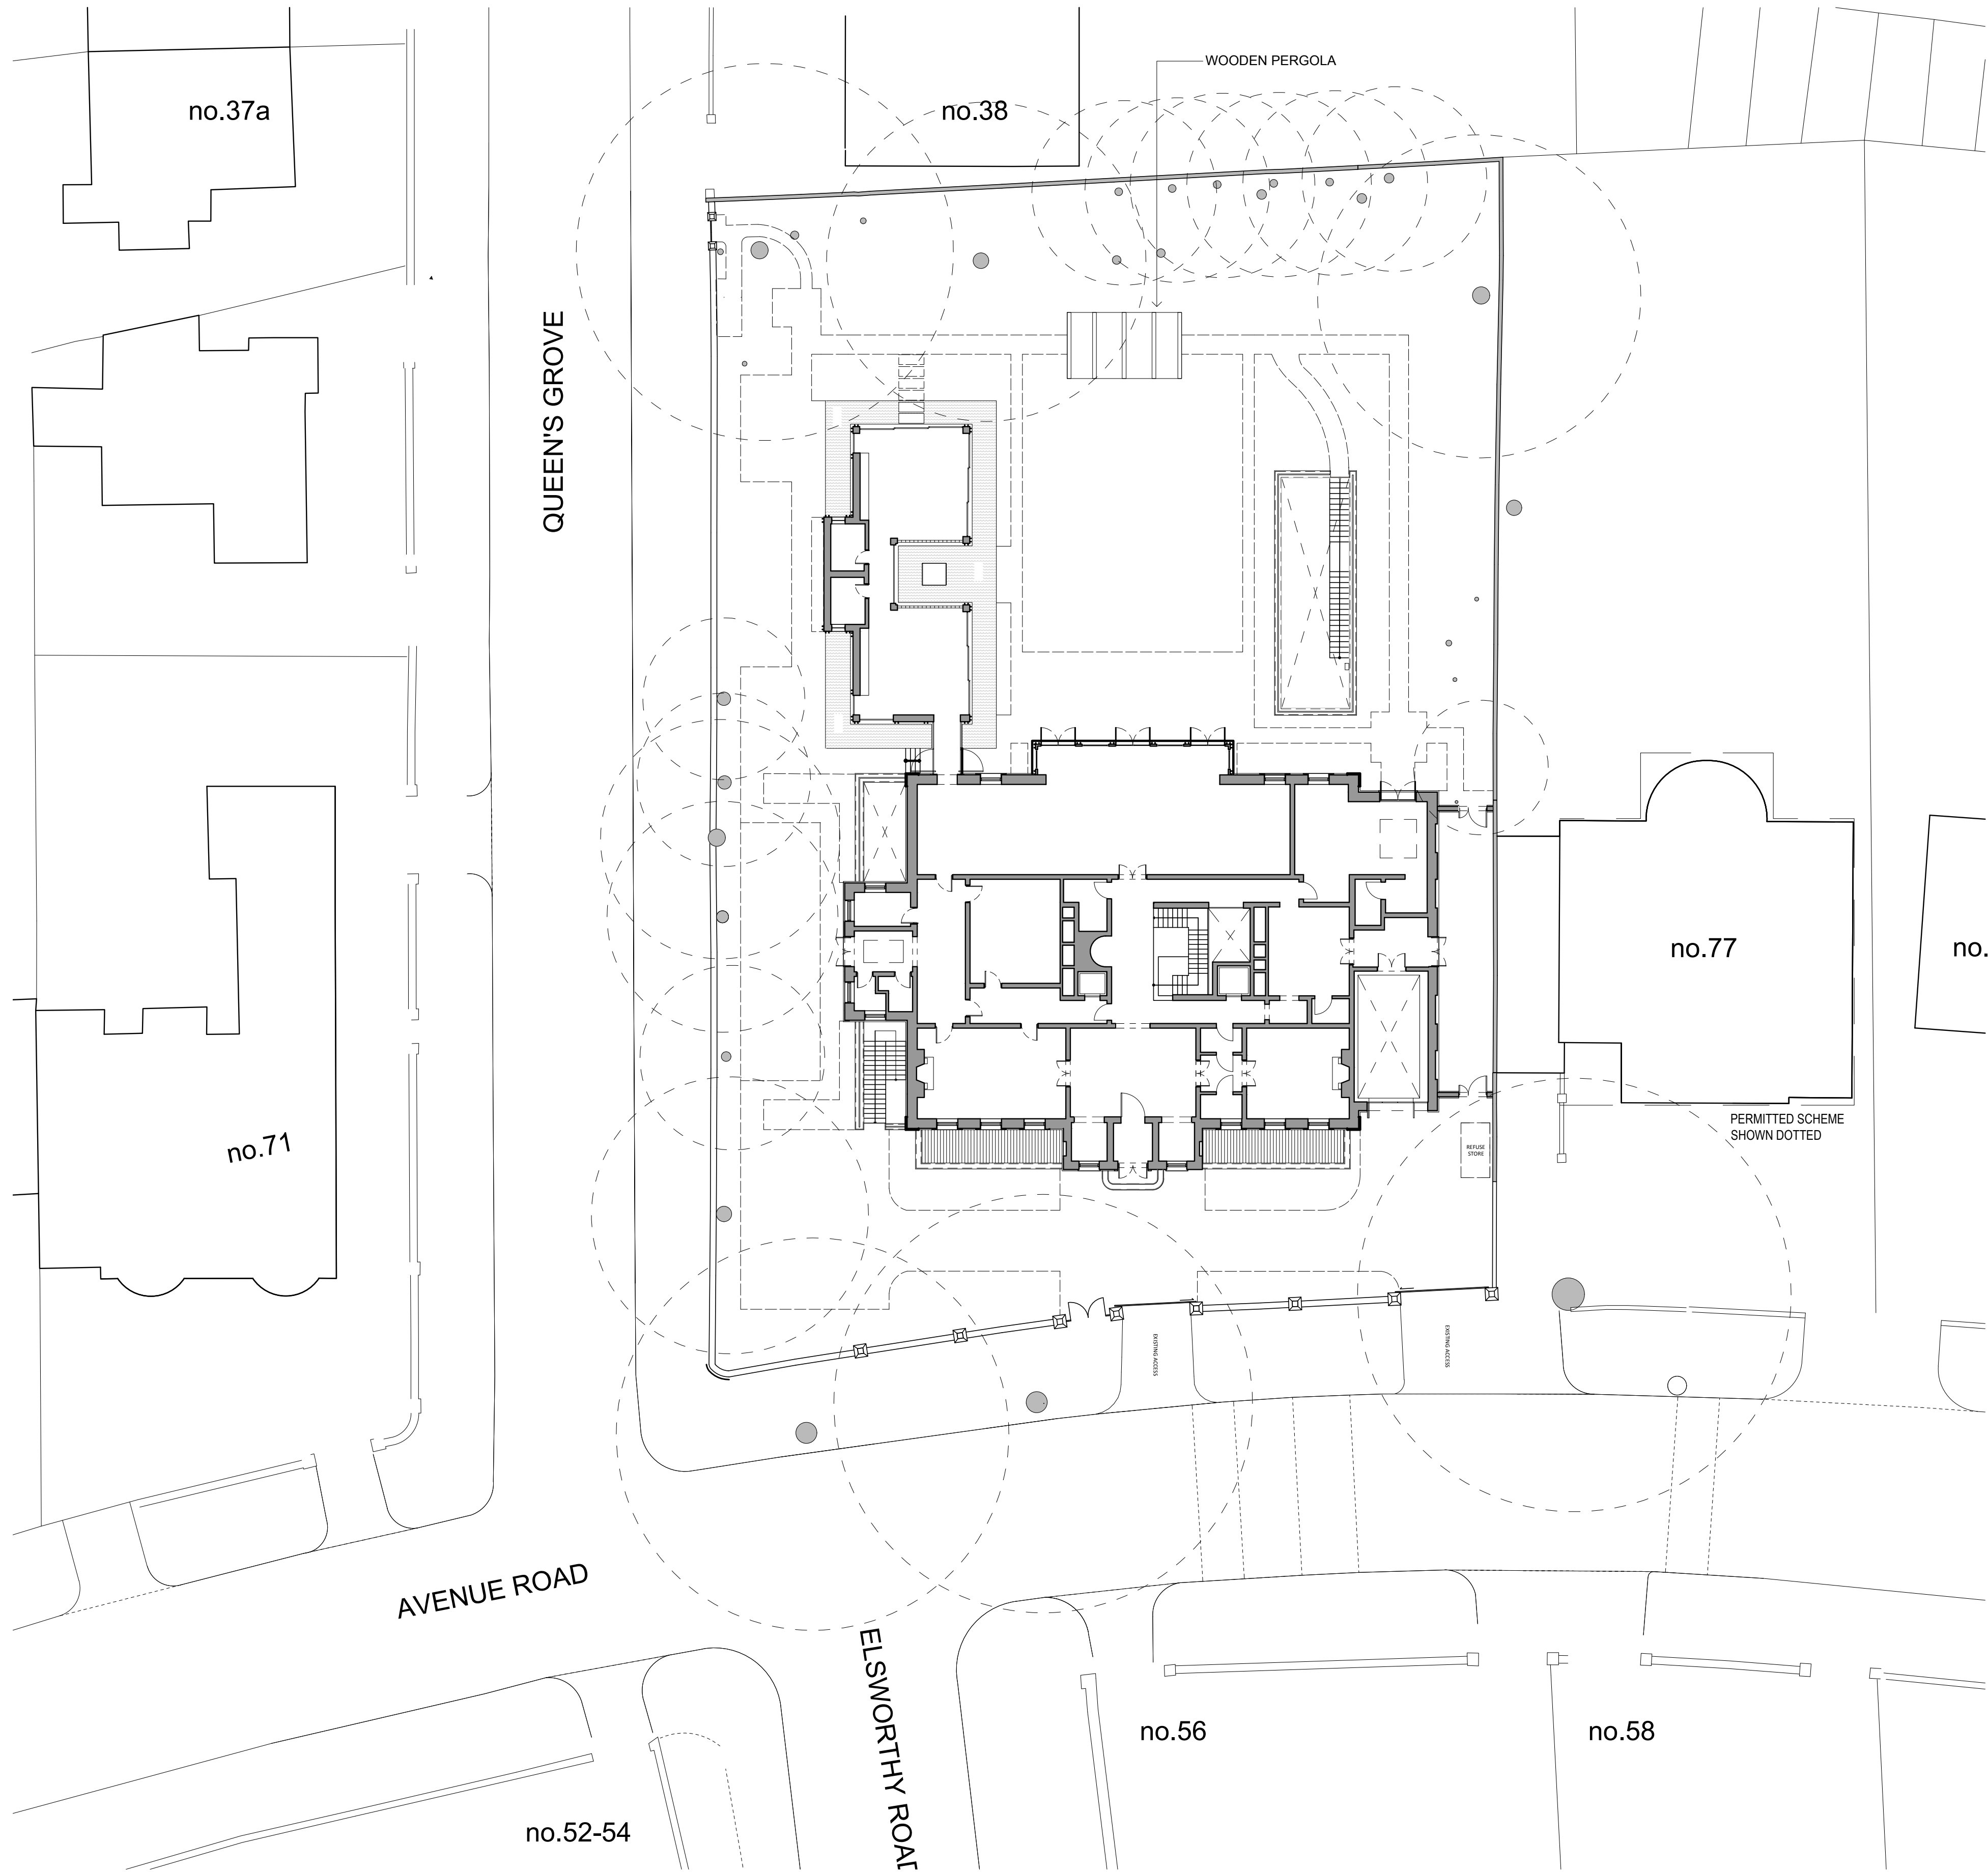 WOODEN PERGOLA
no.37a
no.38
QUEEN'S GROVE
no.77
no.
PERMITTED SCHEME
SHOWN DOTTED
no.71
REFUSE
STORE
EXISTING ACCESS
EXISTING ACCESS
AVENUE ROAD
ELSWORTHY ROAD
no.56
no.58
no.52-54